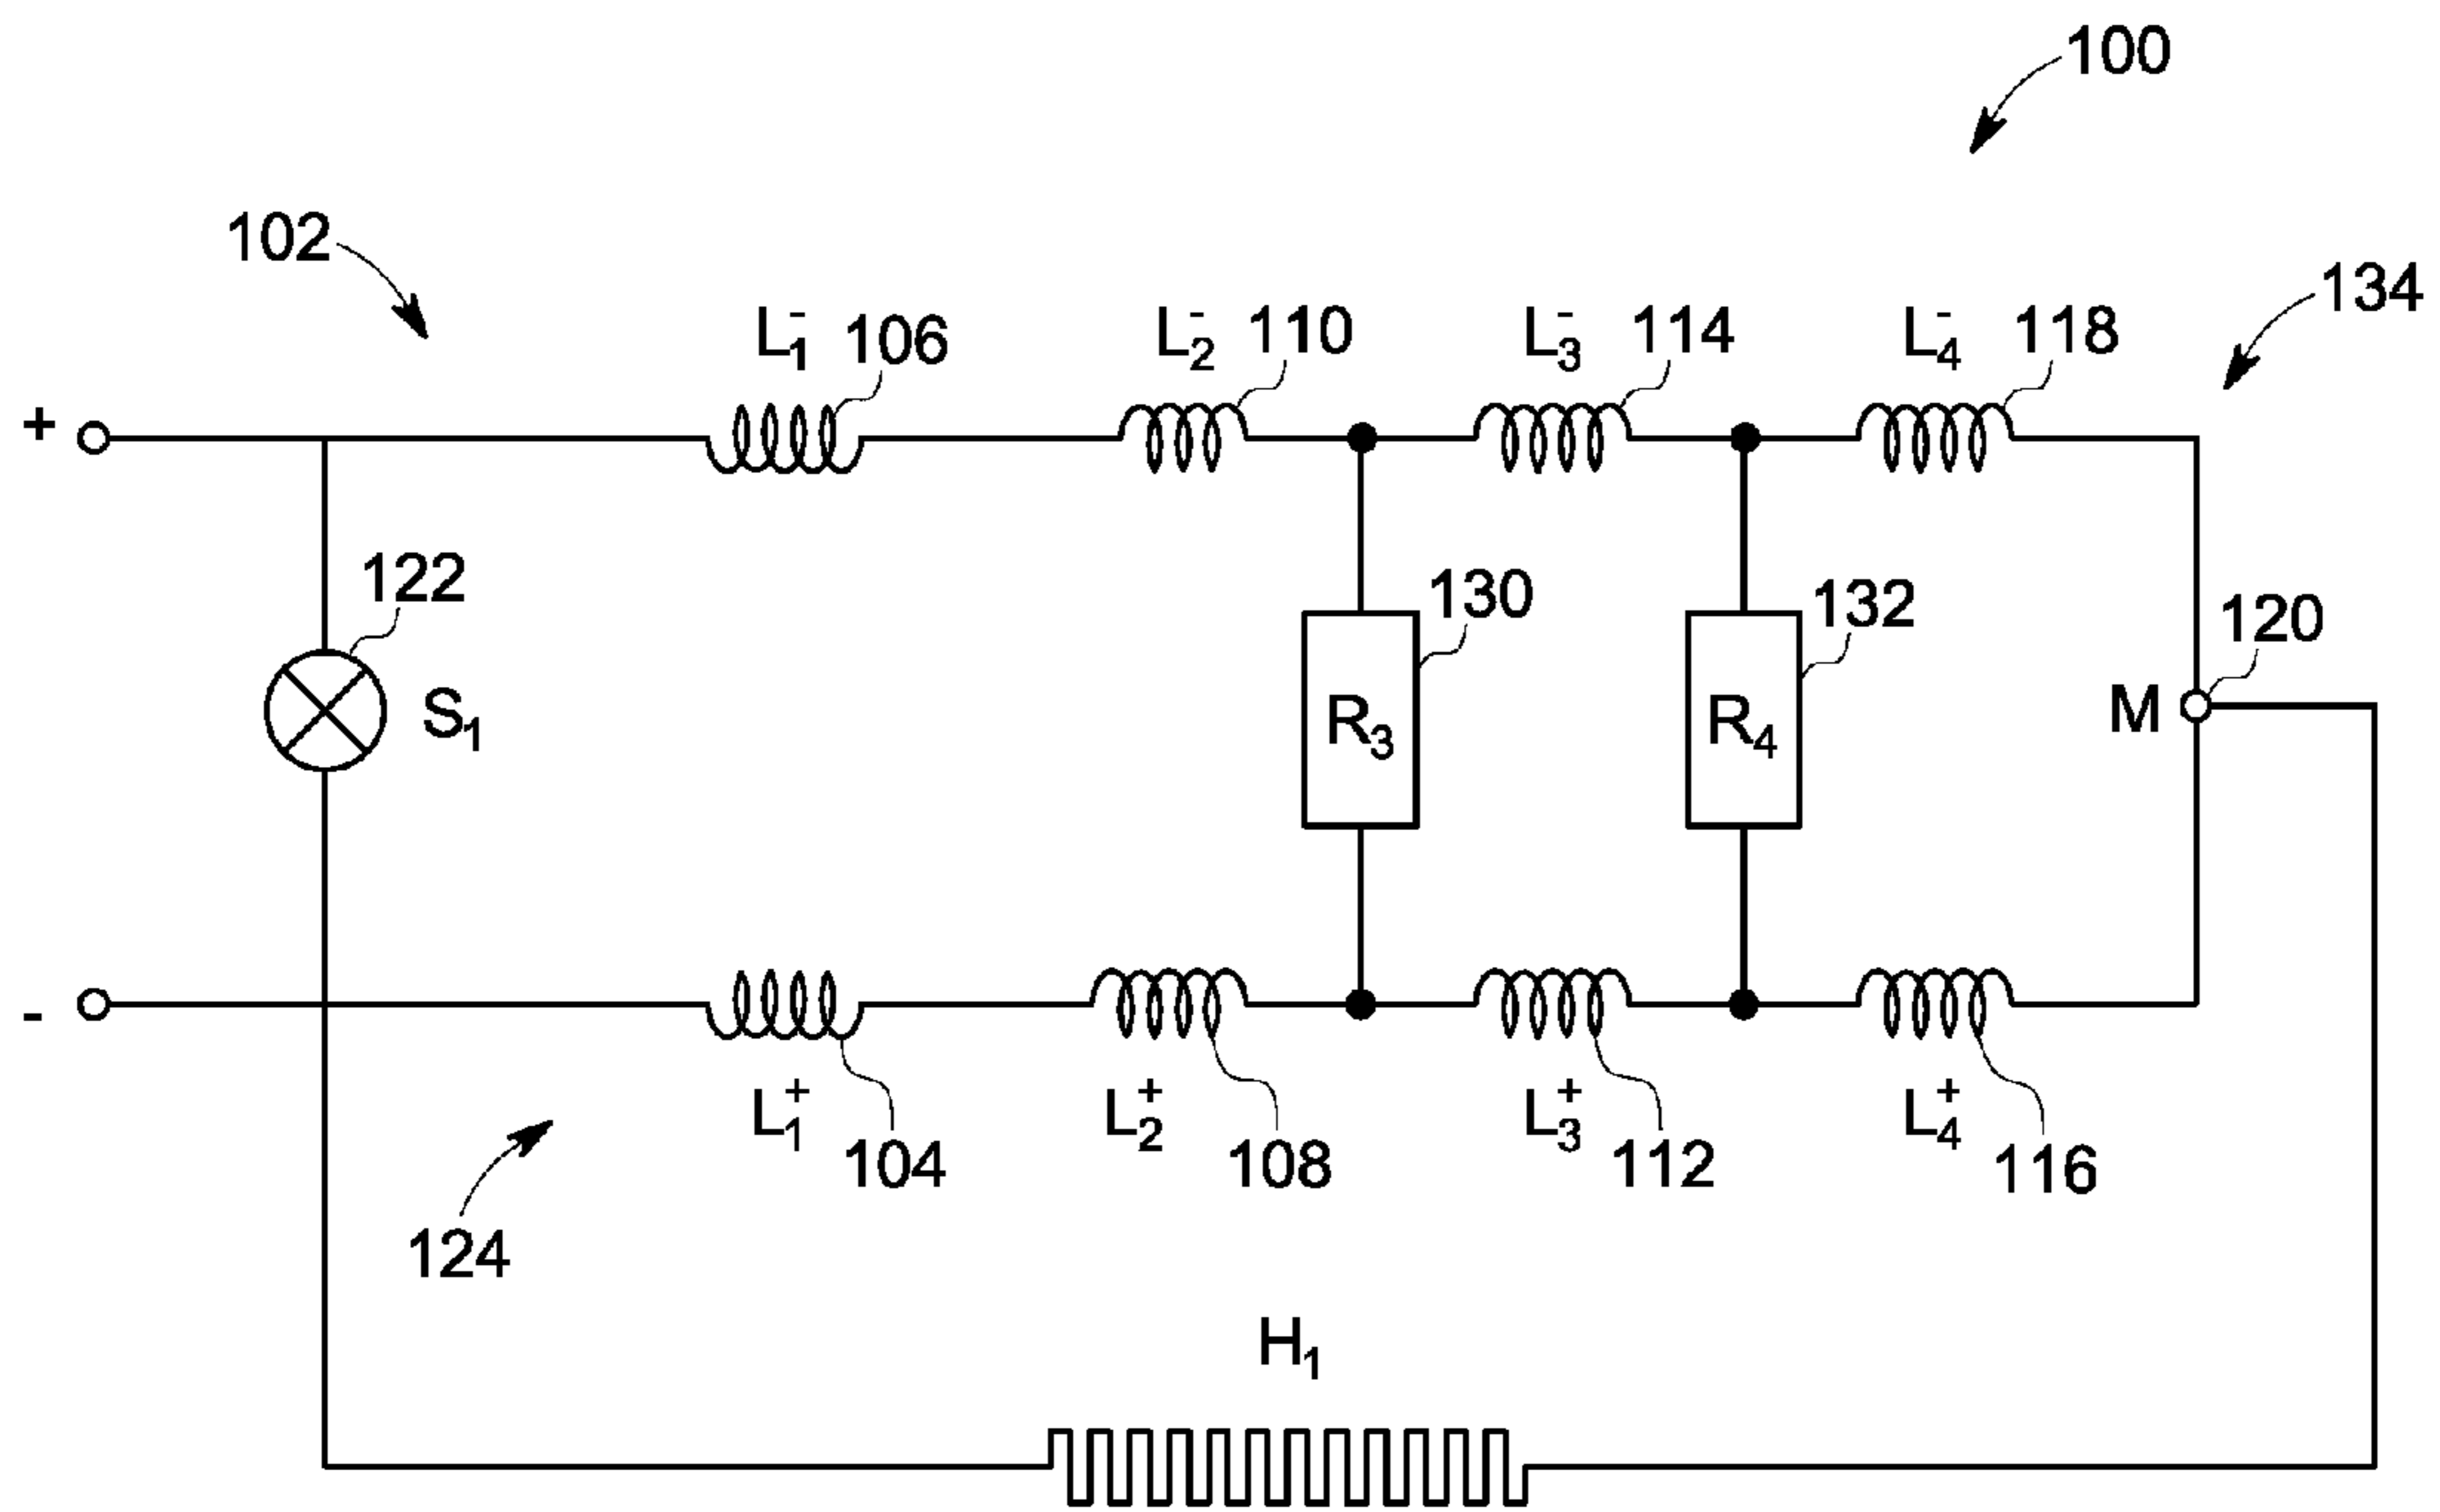 100
102
134
L₁⁻ 106
L₂⁻ 110
L₃⁻ 114
L₄⁻ 118
+
122
S₁
130
R₃
132
R₄
120
M
-
L₁⁺ 104
L₂⁺ 108
L₃⁺ 112
L₄⁺ 116
124
H₁